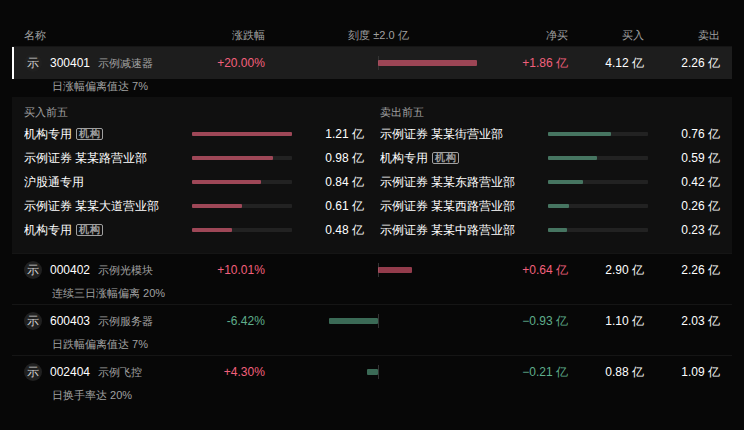 名称 涨跌幅 刻度 ±2.0 亿 净买 买入 卖出
示 300401 示例减速器 +20.00% +1.86 亿 4.12 亿 2.26 亿
日涨幅偏离值达 7%
买入前五 卖出前五
机构专用 机构 1.21 亿 示例证券 某某街营业部 0.76 亿
示例证券 某某路营业部 0.98 亿 机构专用 机构 0.59 亿
沪股通专用 0.84 亿 示例证券 某某东路营业部 0.42 亿
示例证券 某某大道营业部 0.61 亿 示例证券 某某西路营业部 0.26 亿
机构专用 机构 0.48 亿 示例证券 某某中路营业部 0.23 亿
示 000402 示例光模块 +10.01% +0.64 亿 2.90 亿 2.26 亿
连续三日涨幅偏离 20%
示 600403 示例服务器 -6.42% −0.93 亿 1.10 亿 2.03 亿
日跌幅偏离值达 7%
示 002404 示例飞控 +4.30% −0.21 亿 0.88 亿 1.09 亿
日换手率达 20%